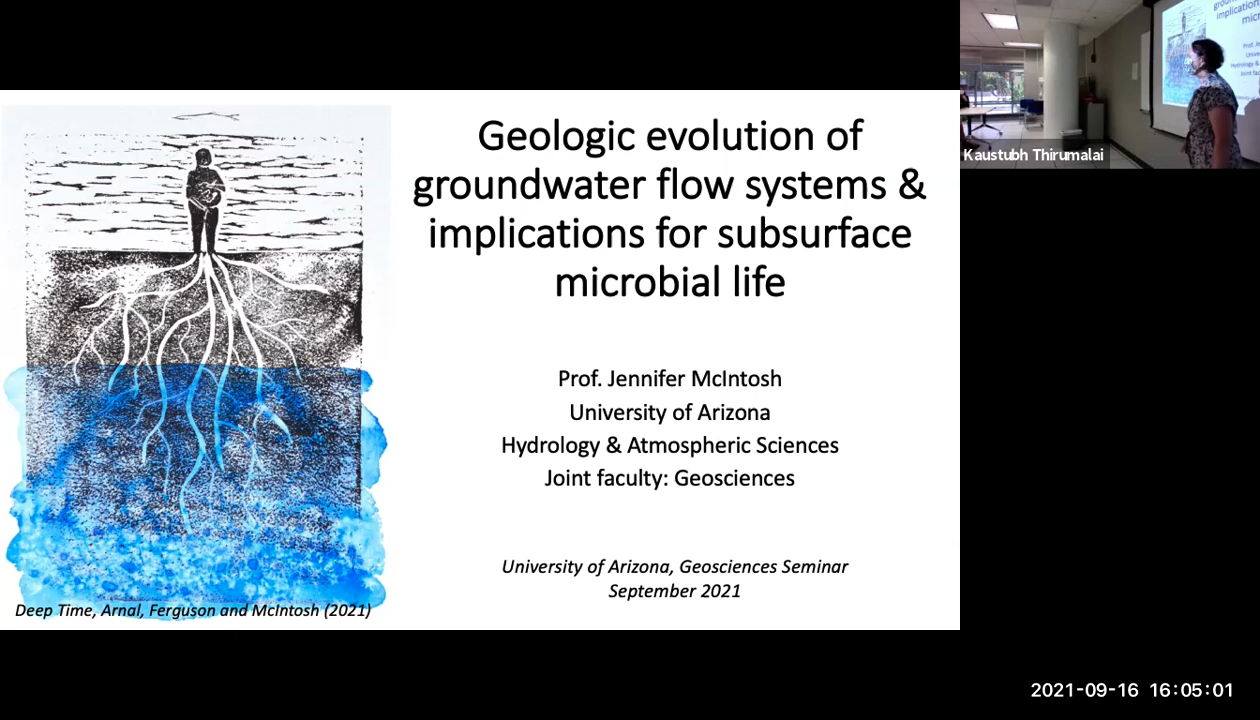 Geologic evolution of
groundwater flow systems &
implications for subsurface
microbial life
Prof. Jennifer McIntosh
University of Arizona
Hydrology & Atmospheric Sciences
Joint faculty: Geosciences
University of Arizona, Geosciences Seminar
September 2021
Deep Time, Arnal, Ferguson and McIntosh (2021)
Kaustubh Thirumalai
2021-09-16 16:05:01